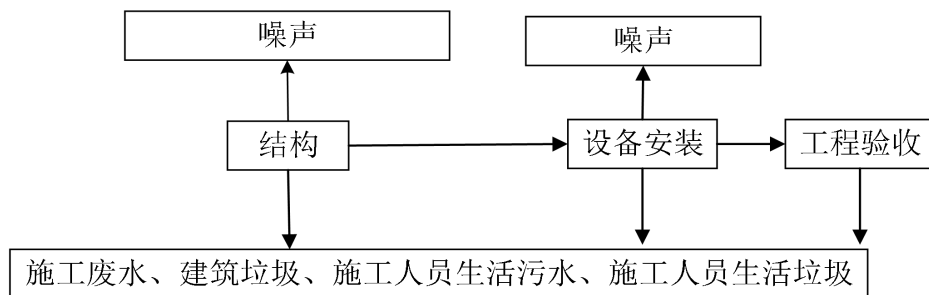 噪声
噪声
结构
设备安装
工程验收
施工废水、建筑垃圾、施工人员生活污水、施工人员生活垃圾